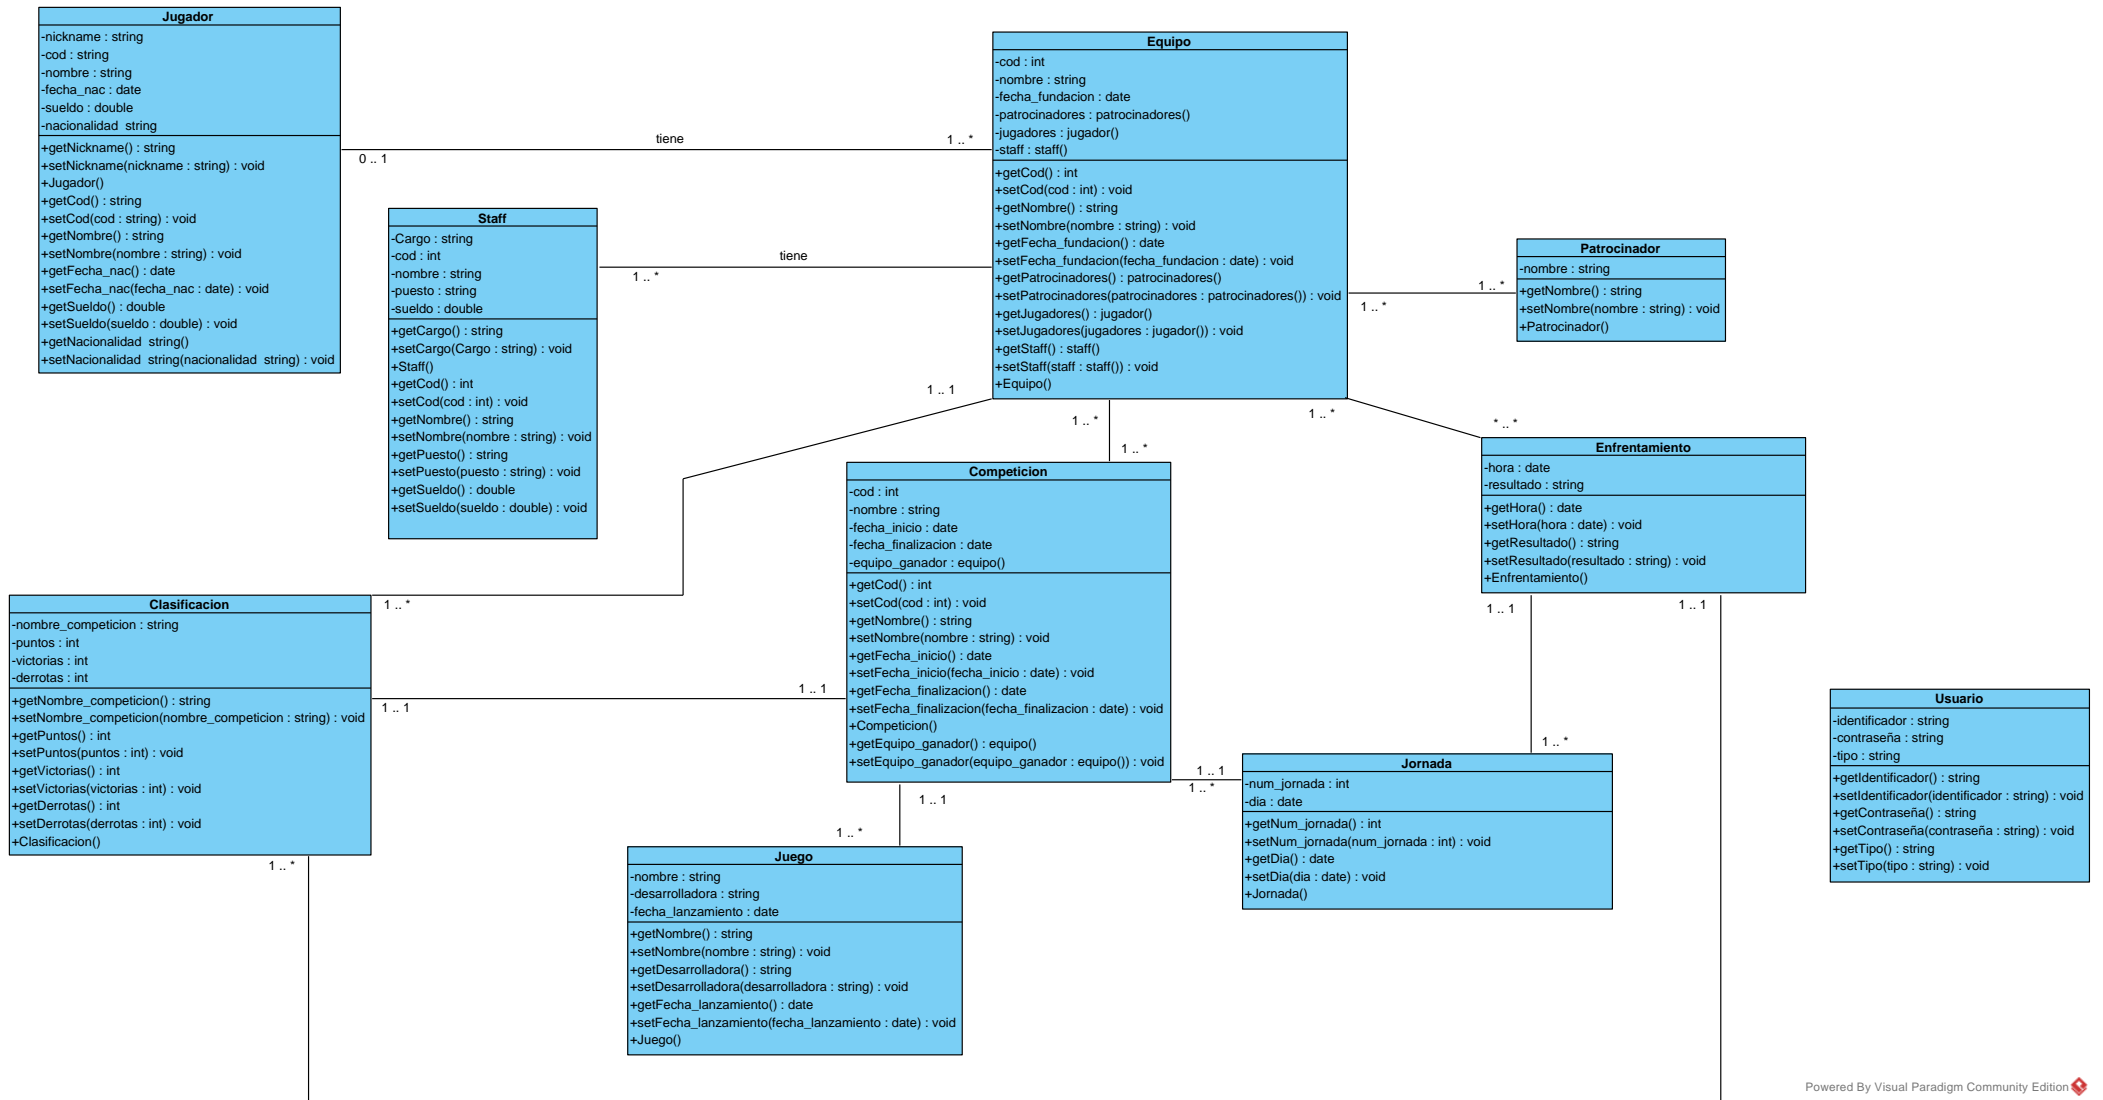 Jugador
-nickname : string
-cod : string
-nombre : string
-fecha_nac : date
-sueldo : double
-nacionalidad string
+getNickname() : string
+setNickname(nickname : string) : void
+Jugador()
+getCod() : string
+setCod(cod : string) : void
+getNombre() : string
+setNombre(nombre : string) : void
+getFecha_nac() : date
+setFecha_nac(fecha_nac : date) : void
+getSueldo() : double
+setSueldo(sueldo : double) : void
+getNacionalidad string()
+setNacionalidad string(nacionalidad string) : void
0 .. 1
tiene
1 .. *
Equipo
-cod : int
-nombre : string
-fecha_fundacion : date
-patrocinadores : patrocinadores()
-jugadores : jugador()
-staff : staff()
+getCod() : int
+setCod(cod : int) : void
+getNombre() : string
+setNombre(nombre : string) : void
+getFecha_fundacion() : date
+setFecha_fundacion(fecha_fundacion : date) : void
+getPatrocinadores() : patrocinadores()
+setPatrocinadores(patrocinadores : patrocinadores()) : void
+getJugadores() : jugador()
+setJugadores(jugadores : jugador()) : void
+getStaff() : staff()
+setStaff(staff : staff()) : void
+Equipo()
Staff
-Cargo : string
-cod : int
-nombre : string
-puesto : string
-sueldo : double
+getCargo() : string
+setCargo(Cargo : string) : void
+Staff()
+getCod() : int
+setCod(cod : int) : void
+getNombre() : string
+setNombre(nombre : string) : void
+getPuesto() : string
+setPuesto(puesto : string) : void
+getSueldo() : double
+setSueldo(sueldo : double) : void
1 .. *
tiene
Patrocinador
-nombre : string
+getNombre() : string
+setNombre(nombre : string) : void
+Patrocinador()
1 .. *
1 .. *
1 .. 1
1 .. *
1 .. *
1 .. *
* .. *
Enfrentamiento
-hora : date
-resultado : string
+getHora() : date
+setHora(hora : date) : void
+getResultado() : string
+setResultado(resultado : string) : void
+Enfrentamiento()
1 .. 1
1 .. 1
Competicion
-cod : int
-nombre : string
-fecha_inicio : date
-fecha_finalizacion : date
-equipo_ganador : equipo()
+getCod() : int
+setCod(cod : int) : void
+getNombre() : string
+setNombre(nombre : string) : void
+getFecha_inicio() : date
+setFecha_inicio(fecha_inicio : date) : void
+getFecha_finalizacion() : date
+setFecha_finalizacion(fecha_finalizacion : date) : void
+Competicion()
+getEquipo_ganador() : equipo()
+setEquipo_ganador(equipo_ganador : equipo()) : void
Clasificacion
-nombre_competicion : string
-puntos : int
-victorias : int
-derrotas : int
+getNombre_competicion() : string
+setNombre_competicion(nombre_competicion : string) : void
+getPuntos() : int
+setPuntos(puntos : int) : void
+getVictorias() : int
+setVictorias(victorias : int) : void
+getDerrotas() : int
+setDerrotas(derrotas : int) : void
+Clasificacion()
1 .. *
1 .. 1
1 .. 1
1 .. *
1 .. 1
1 .. *
Juego
-nombre : string
-desarrolladora : string
-fecha_lanzamiento : date
+getNombre() : string
+setNombre(nombre : string) : void
+getDesarrolladora() : string
+setDesarrolladora(desarrolladora : string) : void
+getFecha_lanzamiento() : date
+setFecha_lanzamiento(fecha_lanzamiento : date) : void
+Juego()
1 .. 1
1 .. *
1 .. *
Jornada
-num_jornada : int
-dia : date
+getNum_jornada() : int
+setNum_jornada(num_jornada : int) : void
+getDia() : date
+setDia(dia : date) : void
+Jornada()
Usuario
-identificador : string
-contraseña : string
-tipo : string
+getIdentificador() : string
+setIdentificador(identificador : string) : void
+getContraseña() : string
+setContraseña(contraseña : string) : void
+getTipo() : string
+setTipo(tipo : string) : void
Powered By Visual Paradigm Community Edition